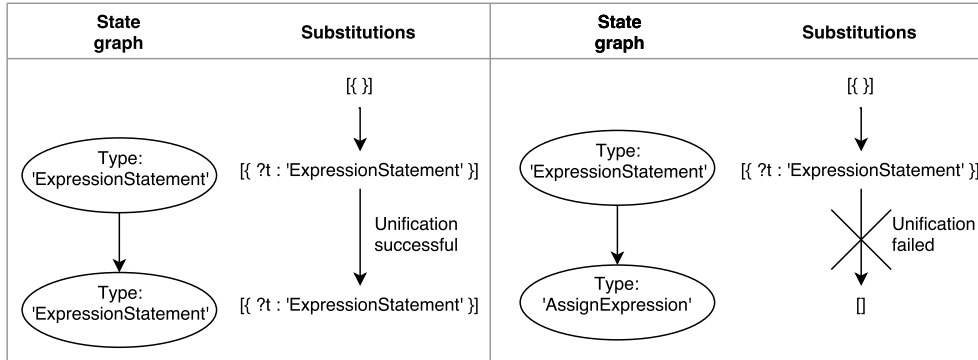 State
graph
Substitutions
[{ }]
Type:
'ExpressionStatement'
[{ ?t : 'ExpressionStatement' }]
Unification
successful
Type:
'ExpressionStatement'
[{ ?t : 'ExpressionStatement' }]
State
graph
Substitutions
[{ }]
Type:
'ExpressionStatement'
[{ ?t : 'ExpressionStatement' }]
Unification
failed
Type:
'AssignExpression'
[]